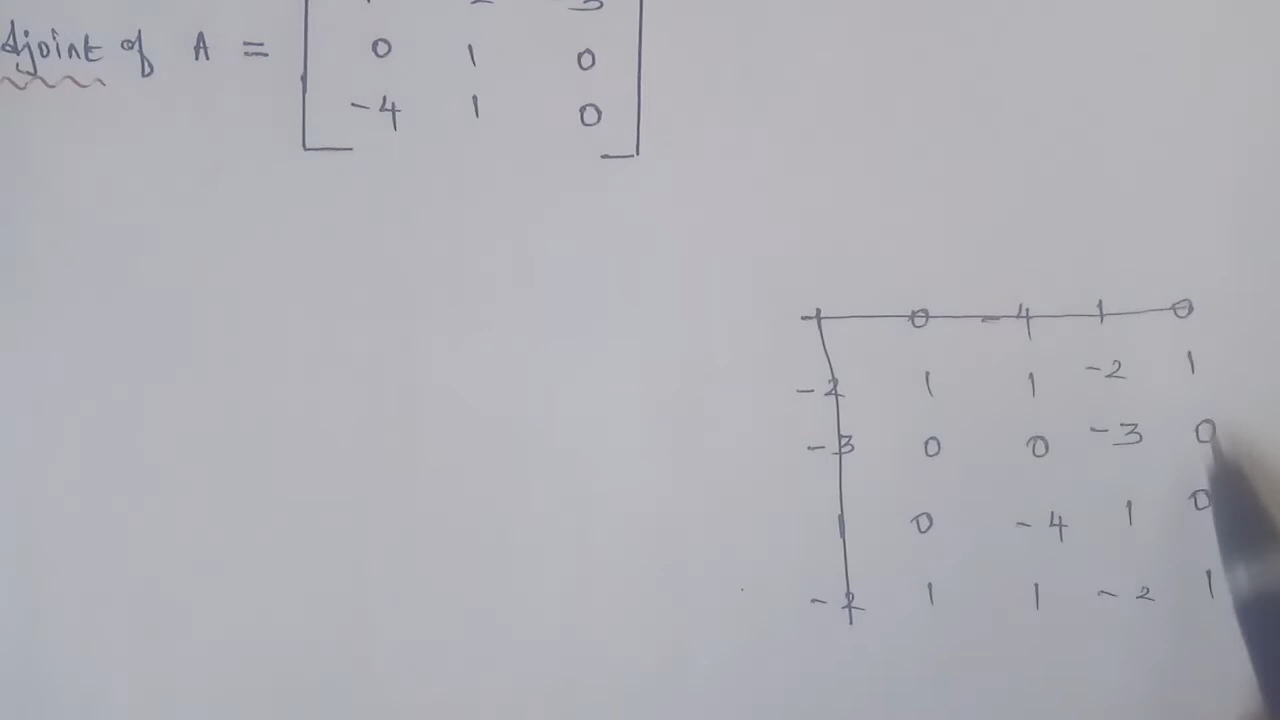 Adjoint of A =
0 1 0
-4 1 0
1 0 -4 1 0
-2 1 1 -2 1
-3 0 0 -3 0
1 0 -4 1 0
-2 1 1 -2 1